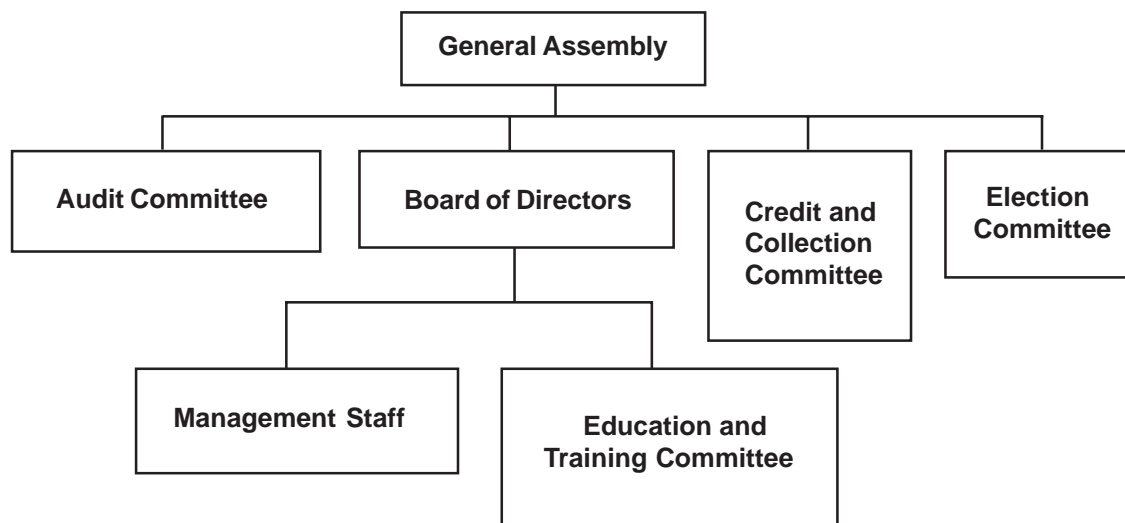 General Assembly
Audit Committee
Board of Directors
Credit and
Collection
Committee
Election
Committee
Management Staff
Education and
Training Committee